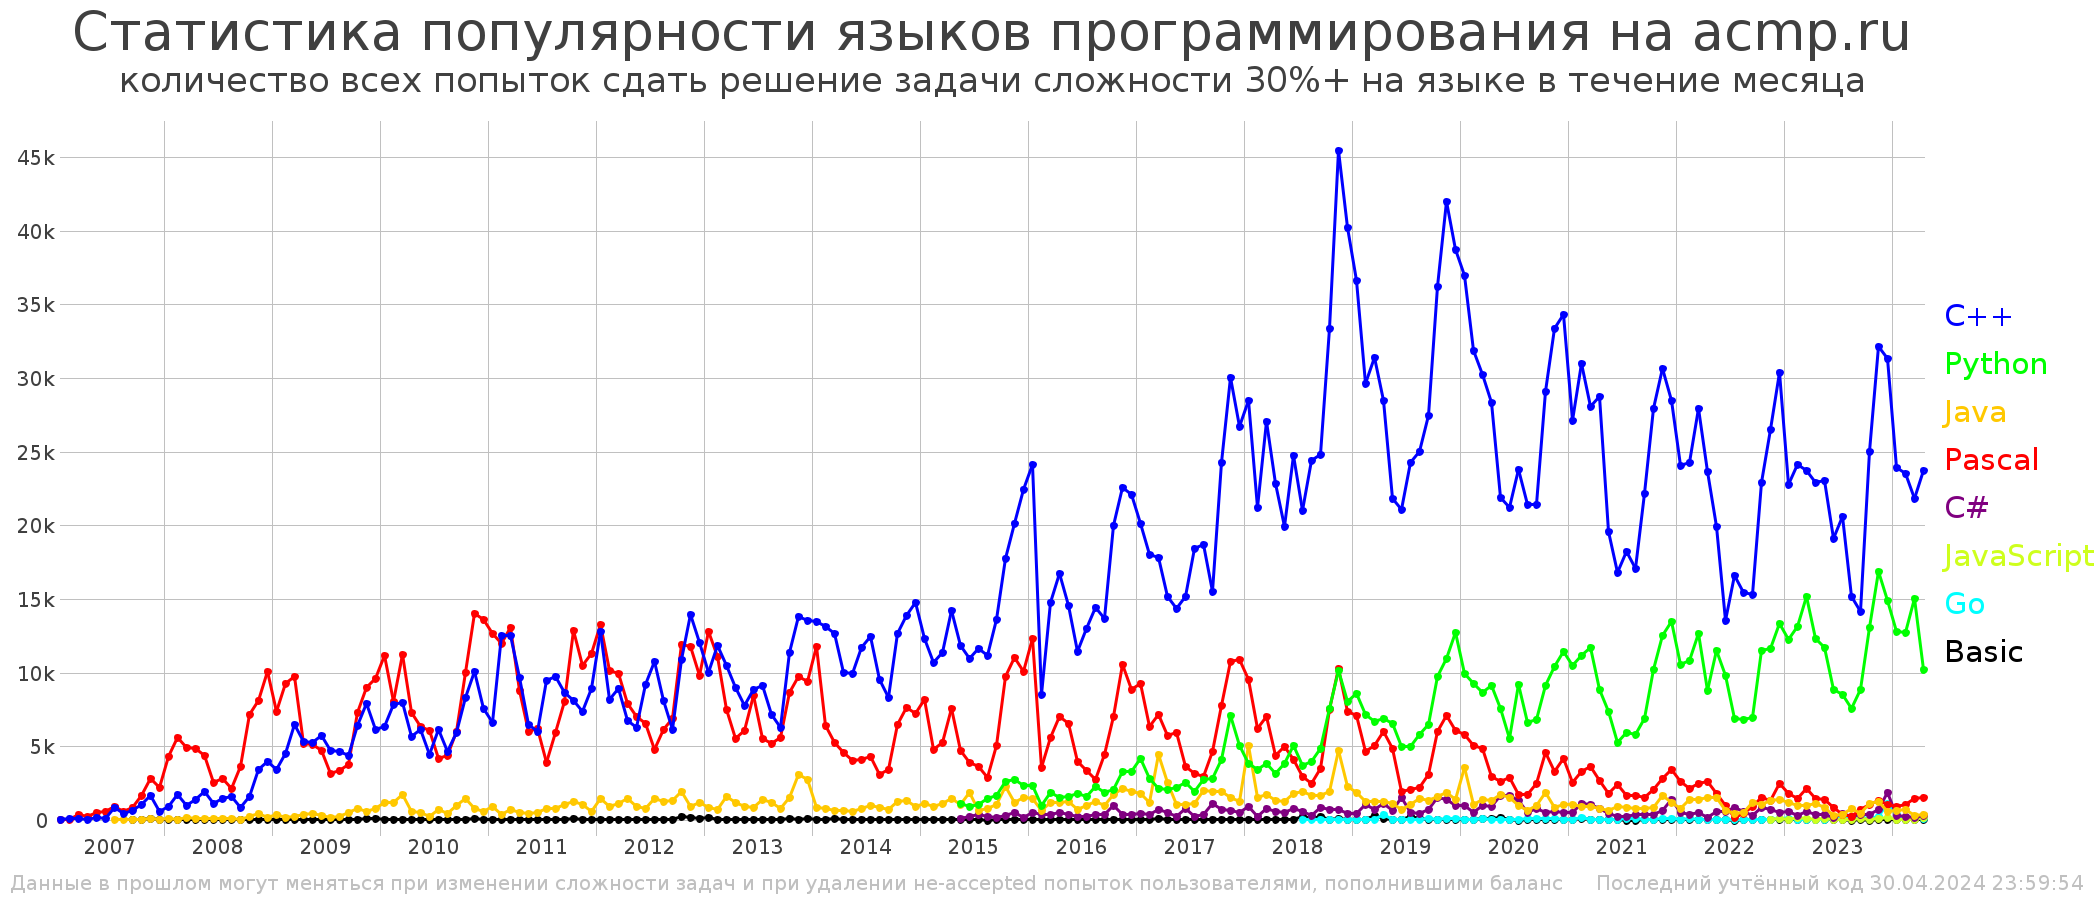 Статистика популярности языков программирования на acmp.ru
количество всех попыток сдать решение задачи сложности 30%+ на языке в течение месяца
45k
40k
35k
30k
25k
20k
15k
10k
5k
0
C++
Python
Java
Pascal
C#
JavaScript
Go
Basic
2007 2008 2009 2010 2011 2012 2013 2014 2015 2016 2017 2018 2019 2020 2021 2022 2023
Данные в прошлом могут меняться при изменении сложности задач и при удалении не-accepted попыток пользователями, пополнившими баланс Последний учтённый код 30.04.2024 23:59:54